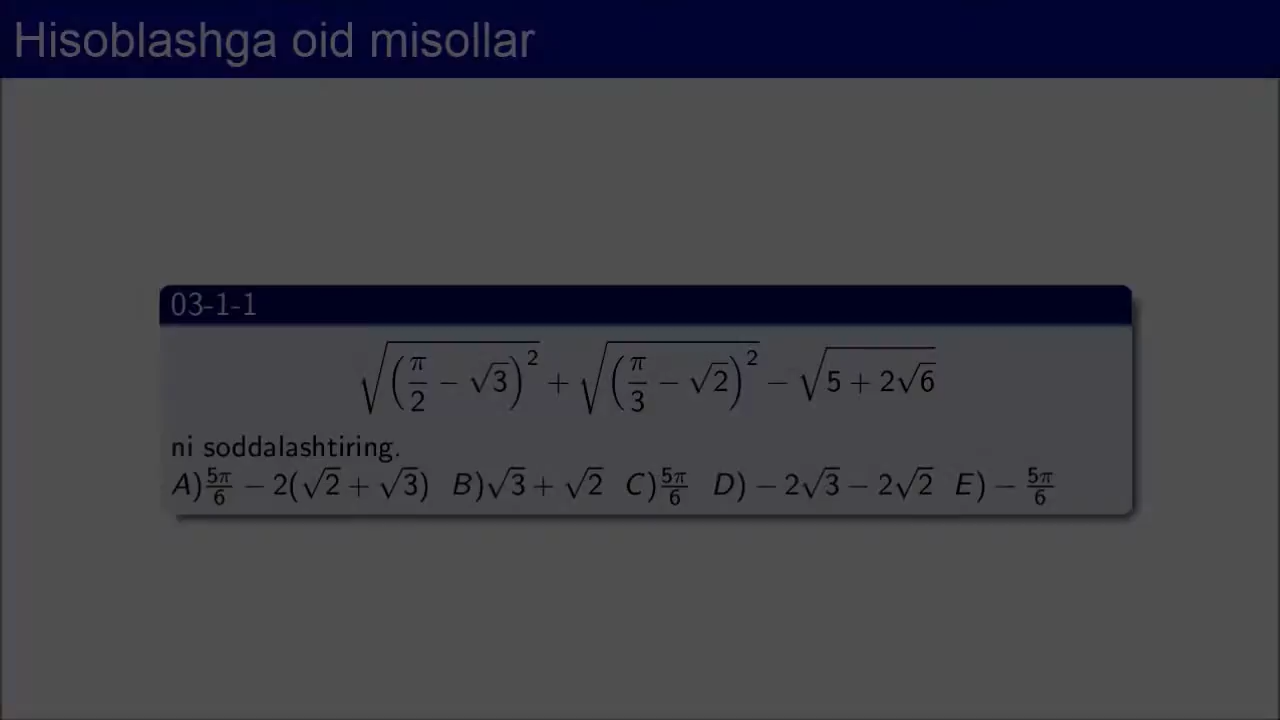 Hisoblashga oid misollar
03-1-1
√((π/2 − √3)²) + √((π/3 − √2)²) − √(5 + 2√6)
ni soddalashtiring.
A) 5π/6 − 2(√2 + √3) B) √3 + √2 C) 5π/6 D) − 2√3 − 2√2 E) − 5π/6